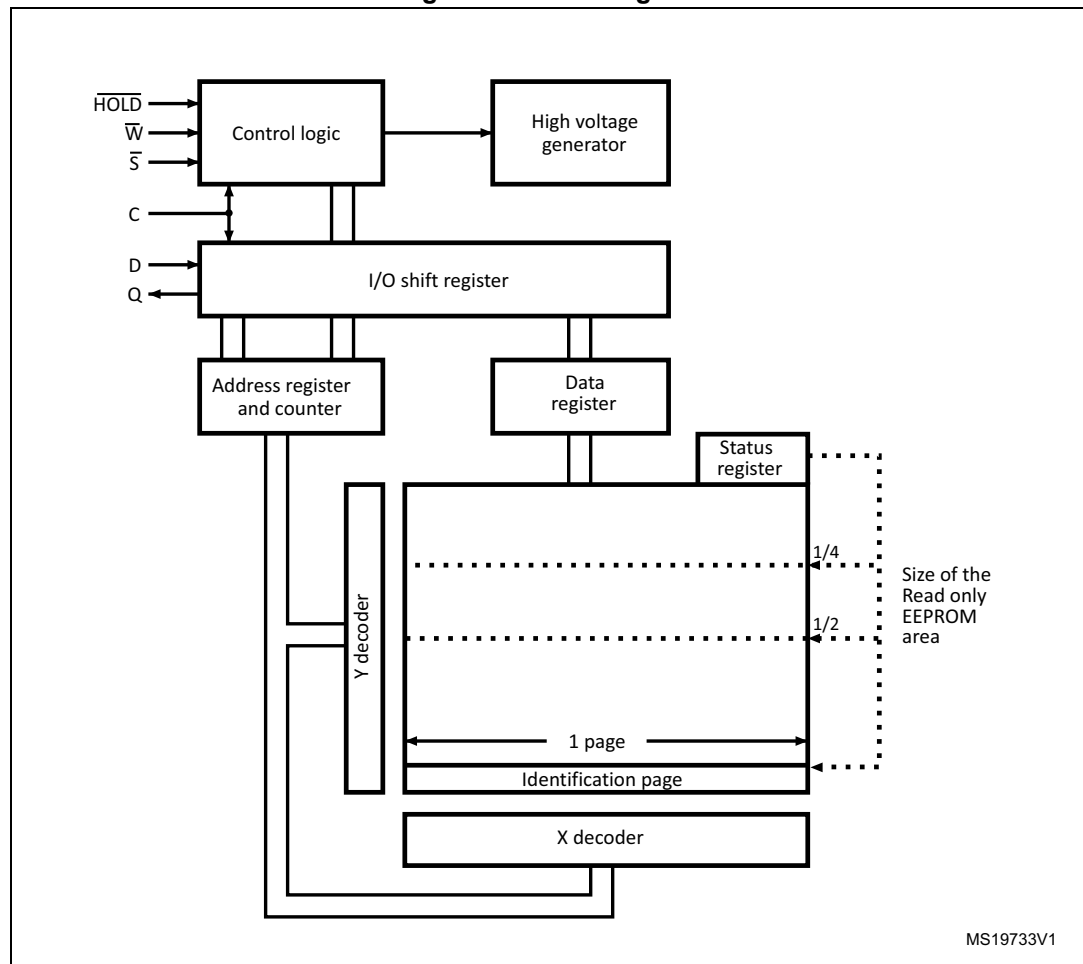 HOLD
W
S
C
D
Q
Control logic
High voltage
generator
I/O shift register
Address register
and counter
Data
register
Status
register
1/4
1/2
Size of the
Read only
EEPROM
area
Y decoder
1 page
Identification page
X decoder
MS19733V1